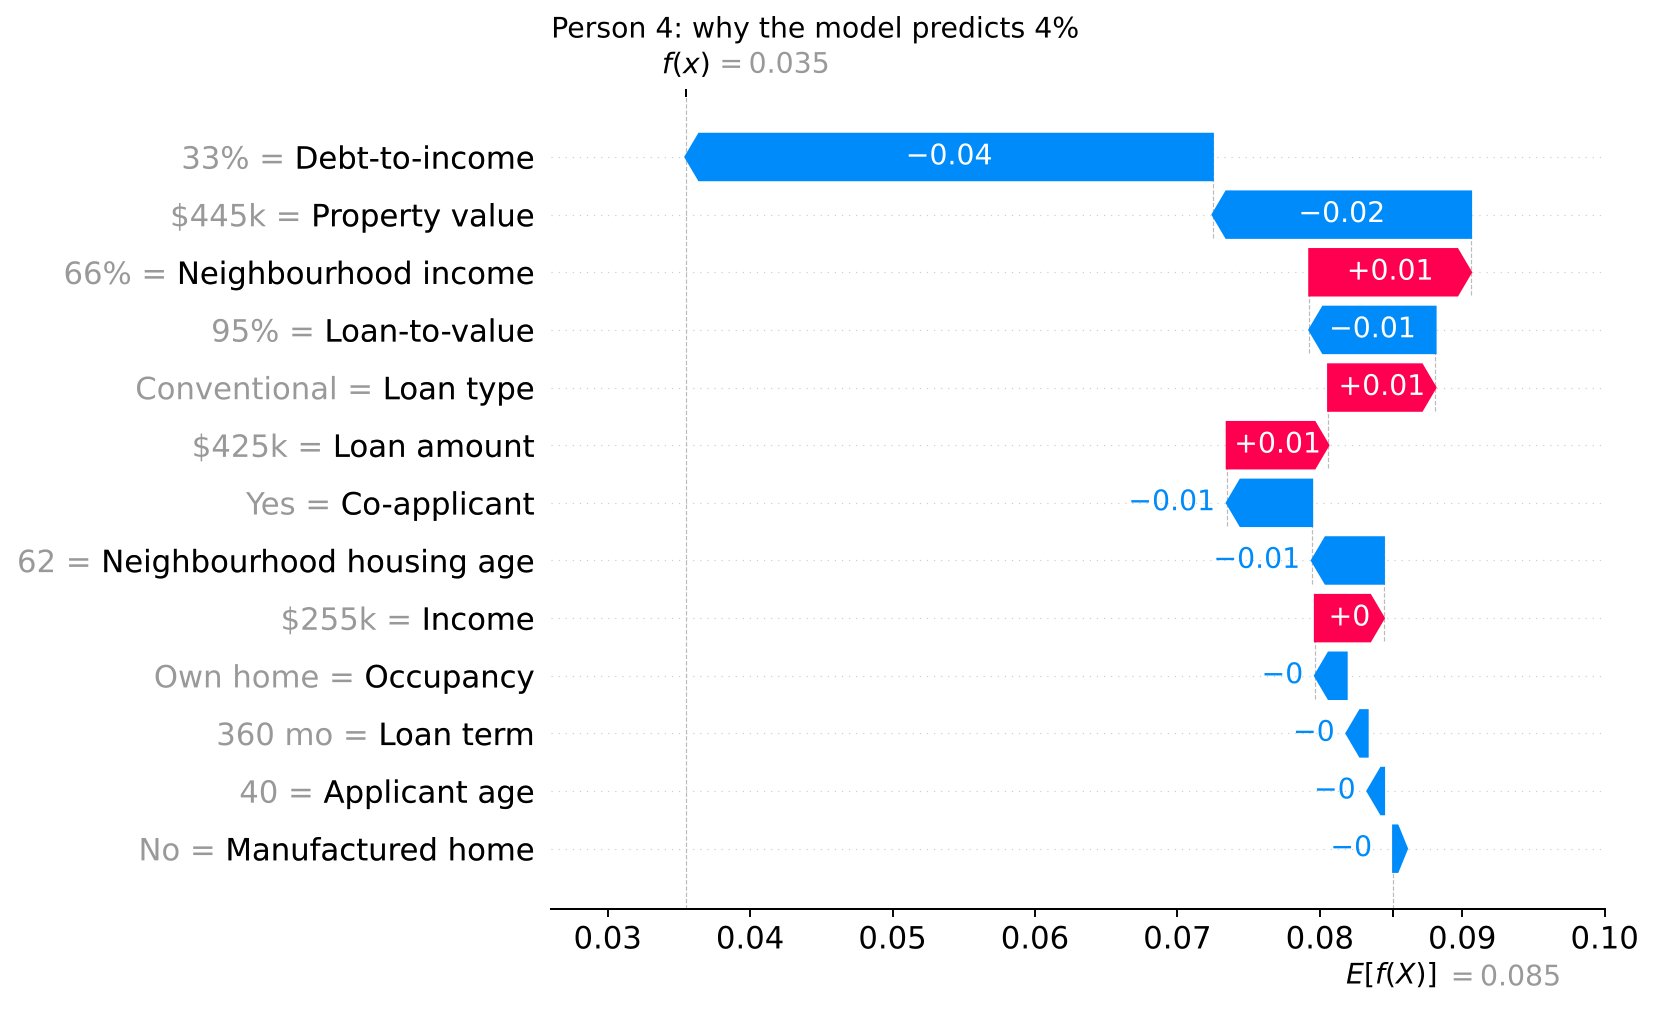 Person 4: why the model predicts 4%
f(x) = 0.035
33% = Debt-to-income −0.04
$445k = Property value −0.02
66% = Neighbourhood income +0.01
95% = Loan-to-value −0.01
Conventional = Loan type +0.01
$425k = Loan amount +0.01
Yes = Co-applicant −0.01
62 = Neighbourhood housing age −0.01
$255k = Income +0
Own home = Occupancy −0
360 mo = Loan term −0
40 = Applicant age −0
No = Manufactured home −0
0.03 0.04 0.05 0.06 0.07 0.08 0.09 0.10
E[f(X)] = 0.085